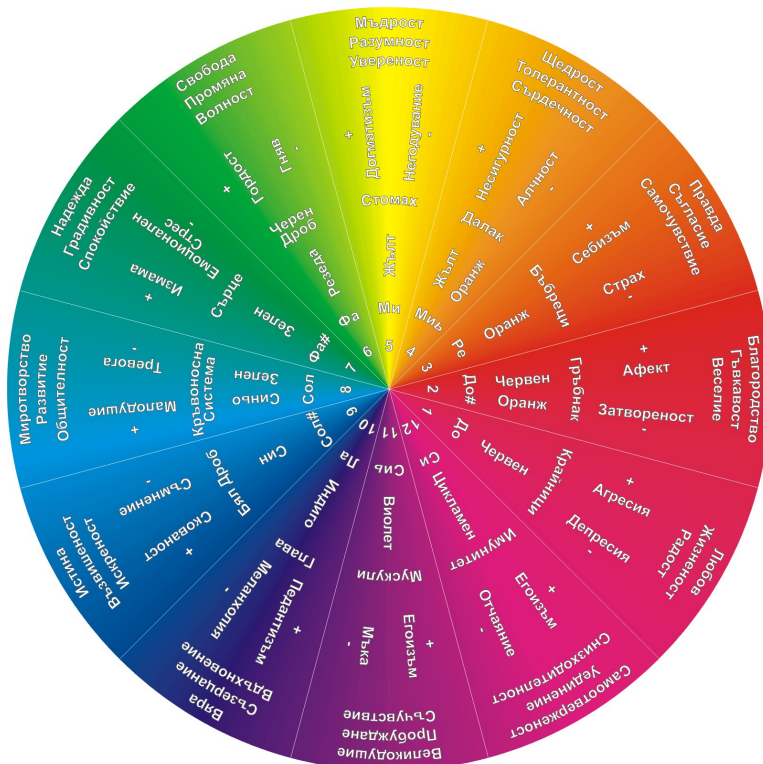 Любов
Жизненост
Радост
+
Агресия
Депресия
-
Крайници
Червен
До
1
Благородство
Гъвкавост
Веселие
+
Афект
Затвореност
-
Гръбнак
Червен
Оранж
До#
2
Правда
Съгласие
Самочувствие
+
Себизъм
Страх
-
Бъбреци
Оранж
Ре
3
Щедрост
Толерантност
Сърдечност
+
Несигурност
Алчност
-
Далак
Жълт
Оранж
Миь
4
Мъдрост
Разумност
Увереност
+
Догматизъм
Негодувание
-
Стомах
Жълт
Ми
5
Свобода
Промяна
Волност
-
Гняв
Гордост
+
Черен
Дроб
Резеда
Фа
6
Надежда
Градивност
Спокойствие
-
Емоционален
Стрес
Измама
+
Сърце
Зелен
Фа#
7
Миротворство
Развитие
Общителност
-
Тревога
Малодушие
+
Кръвоносна
Система
Зелен
Синьо
Сол
8
Истина
Възвишеност
Искреност
-
Съмнение
Скованост
+
Бял Дроб
Син
Сол#
9
Вяра
Съзерцание
Вдъхновение
-
Меланхолия
Педантизъм
+
Глава
Индиго
Ла
10
Великодушие
Пробуждане
Съчувствие
-
Мъка
Егоизъм
+
Мускули
Виолет
Сиь
11
Самоотверженост
Уединение
Снизходителност
-
Отчаяние
Егоизъм
+
Имунитет
Цикламен
Си
12